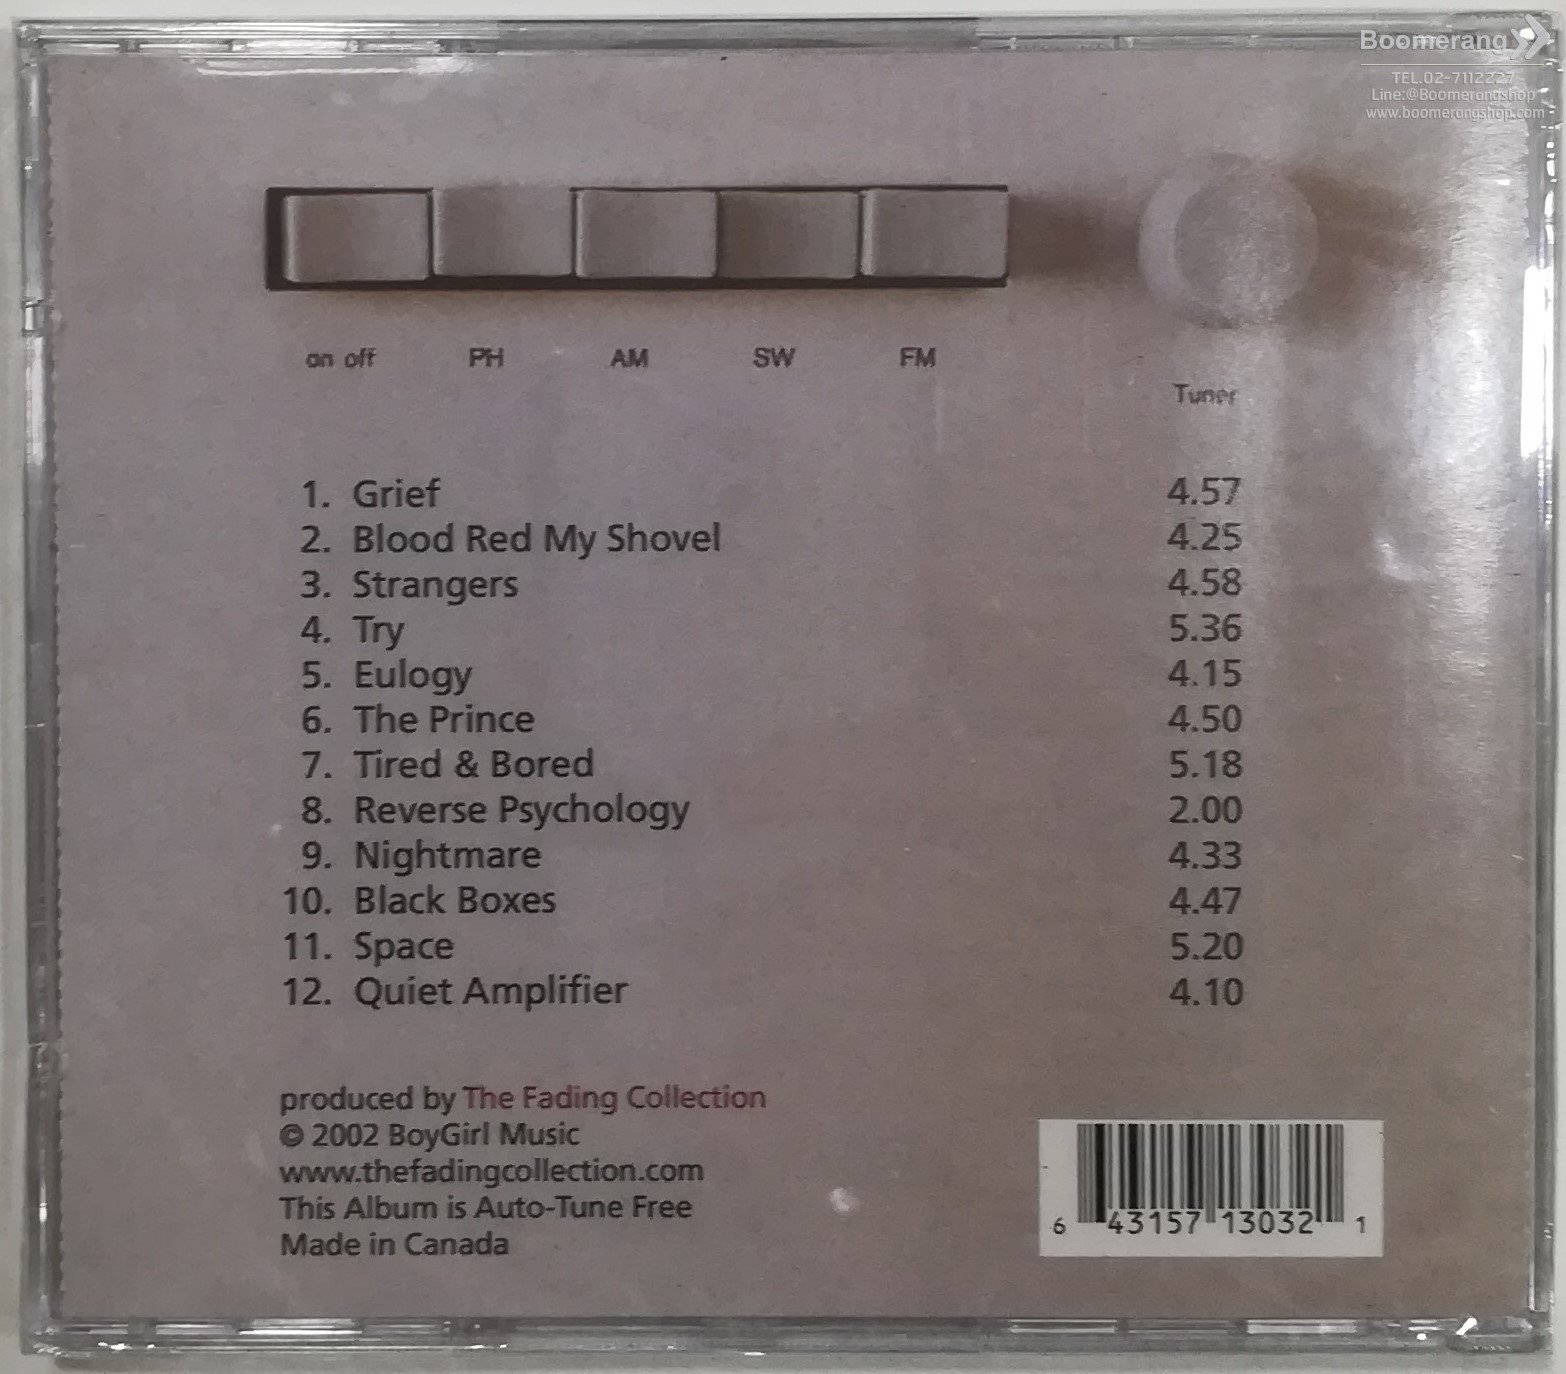 Boomerang
TEL.02-7112227
Line:@Boomerangshop
www.boomerangshop.com
on off PH AM SW FM
Tuner
1. Grief 4.57
2. Blood Red My Shovel 4.25
3. Strangers 4.58
4. Try 5.36
5. Eulogy 4.15
6. The Prince 4.50
7. Tired & Bored 5.18
8. Reverse Psychology 2.00
9. Nightmare 4.33
10. Black Boxes 4.47
11. Space 5.20
12. Quiet Amplifier 4.10
produced by The Fading Collection
© 2002 BoyGirl Music
www.thefadingcollection.com
This Album is Auto-Tune Free
Made in Canada
6 43157 13032 1